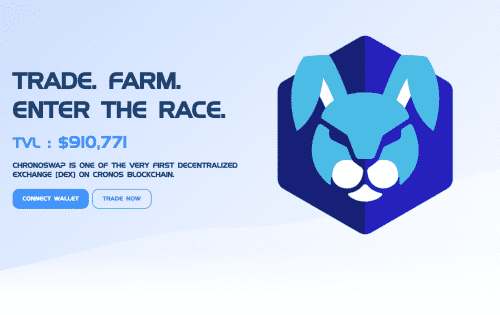 TRADE. FARM.
ENTER THE RACE.
TVL : $910,771
CHRONOSWAP IS ONE OF THE VERY FIRST DECENTRALIZED
EXCHANGE (DEX) ON CRONOS BLOCKCHAIN.
CONNECT WALLET TRADE NOW